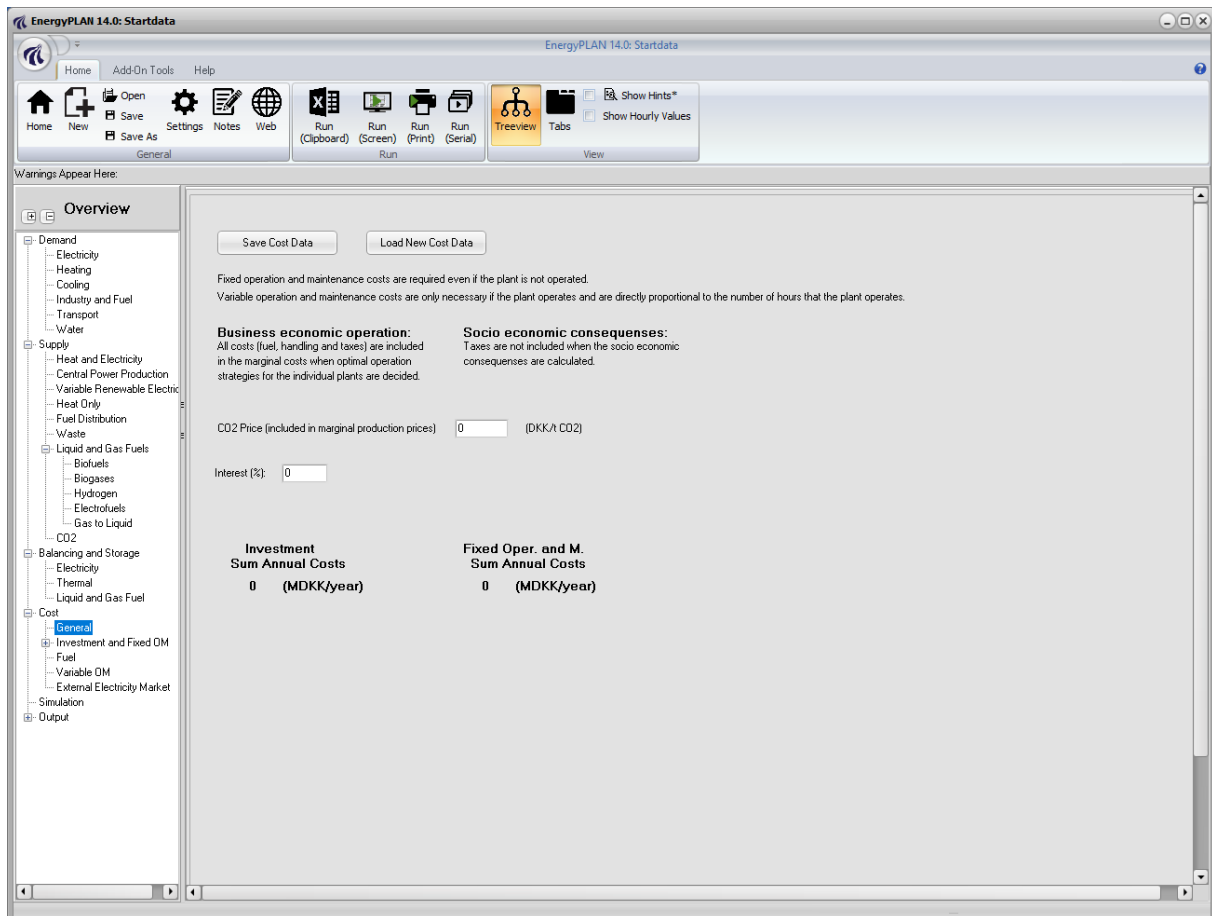 EnergyPLAN 14.0: Startdata
EnergyPLAN 14.0: Startdata
Home Add-On Tools Help
Home
New
Open
Save
Save As
Settings
Notes
Web
General
Run (Clipboard)
Run (Screen)
Run (Print)
Run (Serial)
Run
Treeview
Tabs
Show Hints*
Show Hourly Values
View
Warnings Appear Here:
Overview
Demand
Electricity
Heating
Cooling
Industry and Fuel
Transport
Water
Supply
Heat and Electricity
Central Power Production
Variable Renewable Electric
Heat Only
Fuel Distribution
Waste
Liquid and Gas Fuels
Biofuels
Biogases
Hydrogen
Electrofuels
Gas to Liquid
CO2
Balancing and Storage
Electricity
Thermal
Liquid and Gas Fuel
Cost
General
Investment and Fixed OM
Fuel
Variable OM
External Electricity Market
Simulation
Output
Save Cost Data
Load New Cost Data
Fixed operation and maintenance costs are required even if the plant is not operated.
Variable operation and maintenance costs are only necessary if the plant operates and are directly proportional to the number of hours that the plant operates.
Business economic operation:
All costs (fuel, handling and taxes) are included
in the marginal costs when optimal operation
strategies for the individual plants are decided.
Socio economic consequenses:
Taxes are not included when the socio economic
consequenses are calculated.
CO2 Price (included in marginal production prices) 0 (DKK/t CO2)
Interest (%): 0
Investment
Sum Annual Costs
0 (MDKK/year)
Fixed Oper. and M.
Sum Annual Costs
0 (MDKK/year)